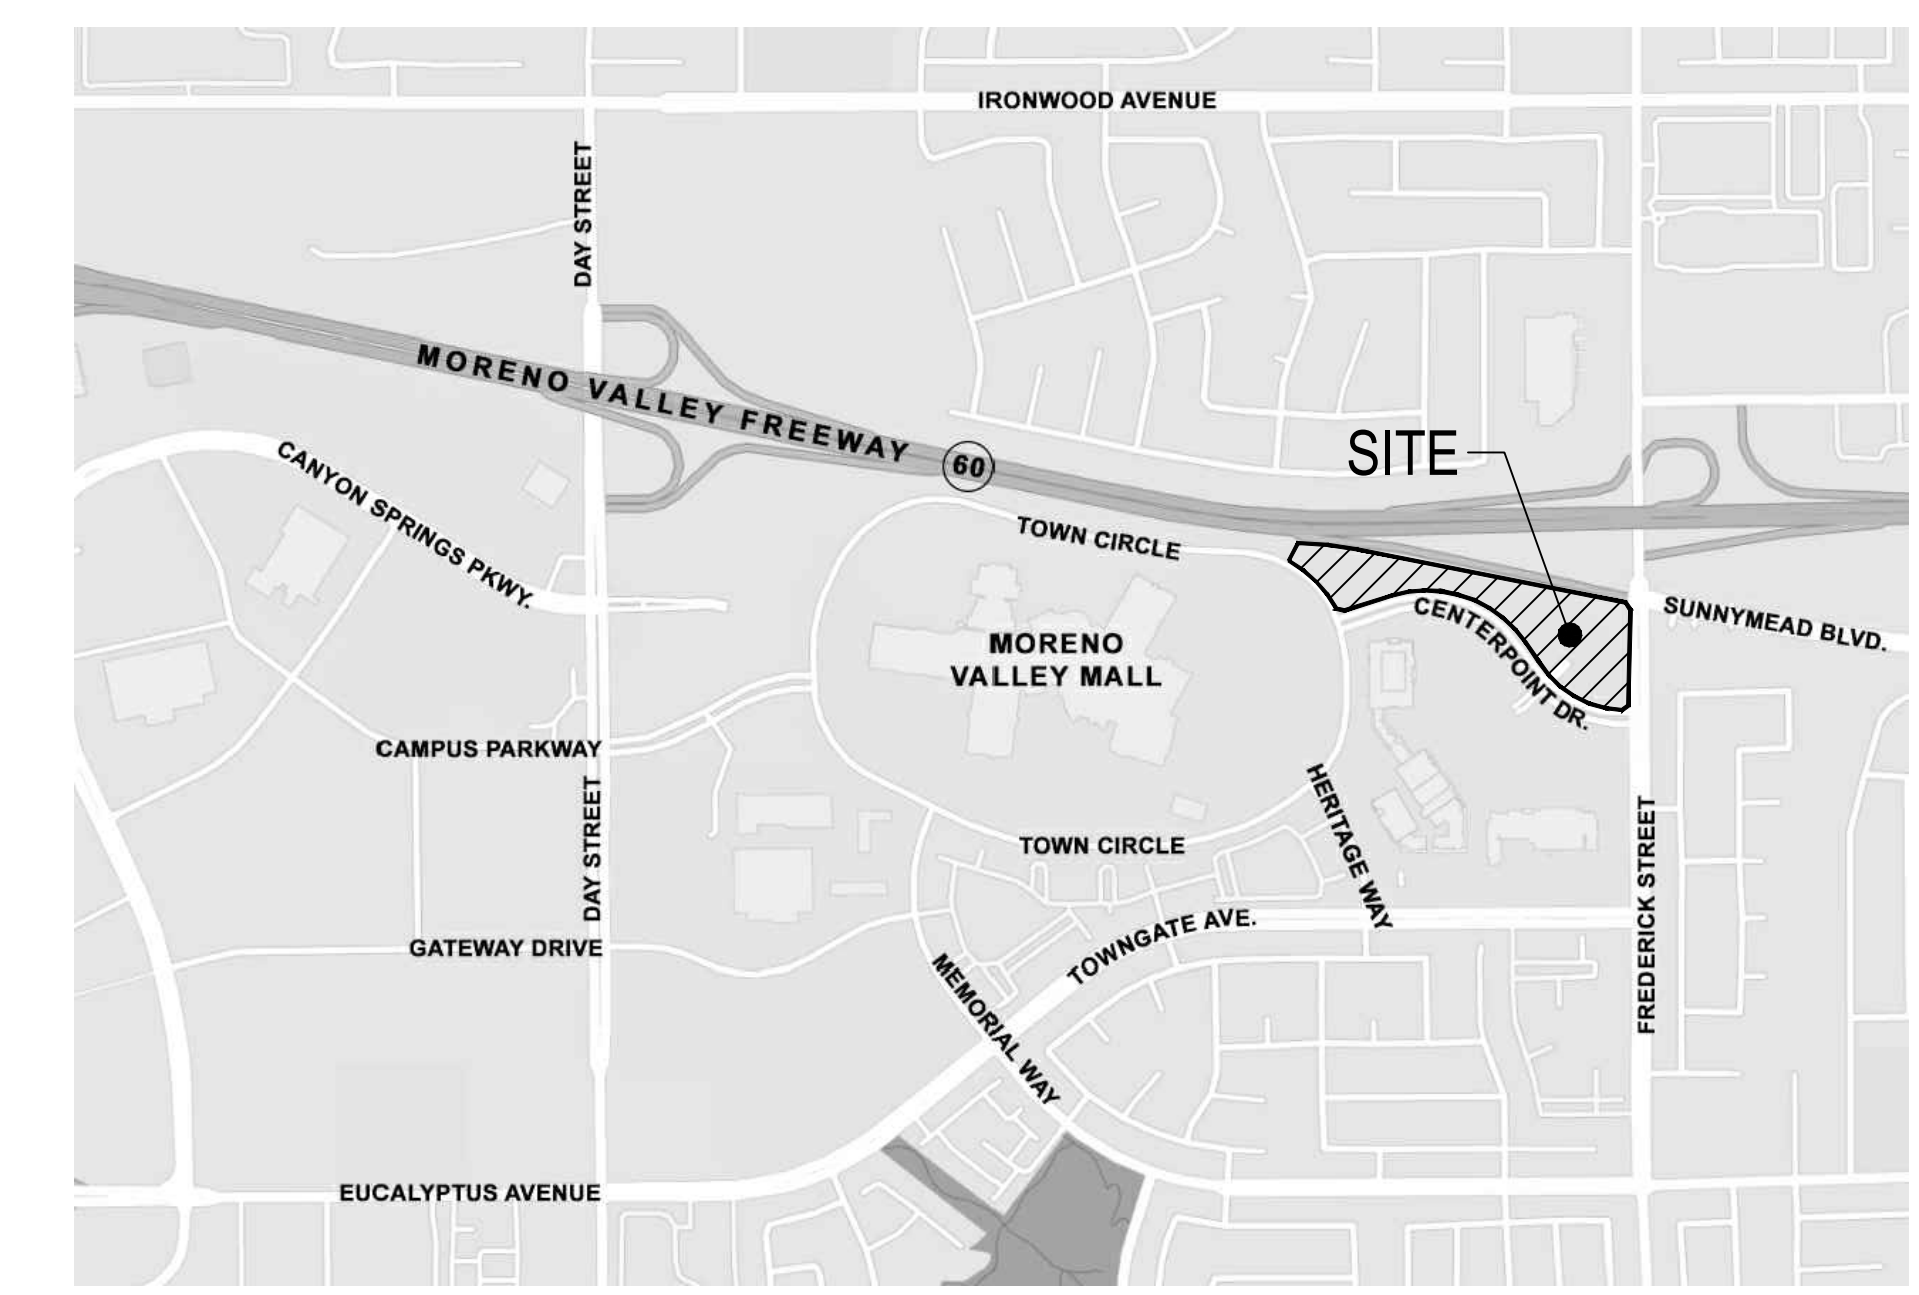 IRONWOOD AVENUE
DAY STREET
MORENO VALLEY FREEWAY
60
SITE
CANYON SPRINGS PKWY.
TOWN CIRCLE
CENTERPOINT DR.
SUNNYMEAD BLVD.
MORENO
VALLEY MALL
CAMPUS PARKWAY
DAY STREET
HERITAGE WAY
TOWN CIRCLE
FREDERICK STREET
GATEWAY DRIVE
TOWNGATE AVE.
MEMORIAL WAY
EUCALYPTUS AVENUE